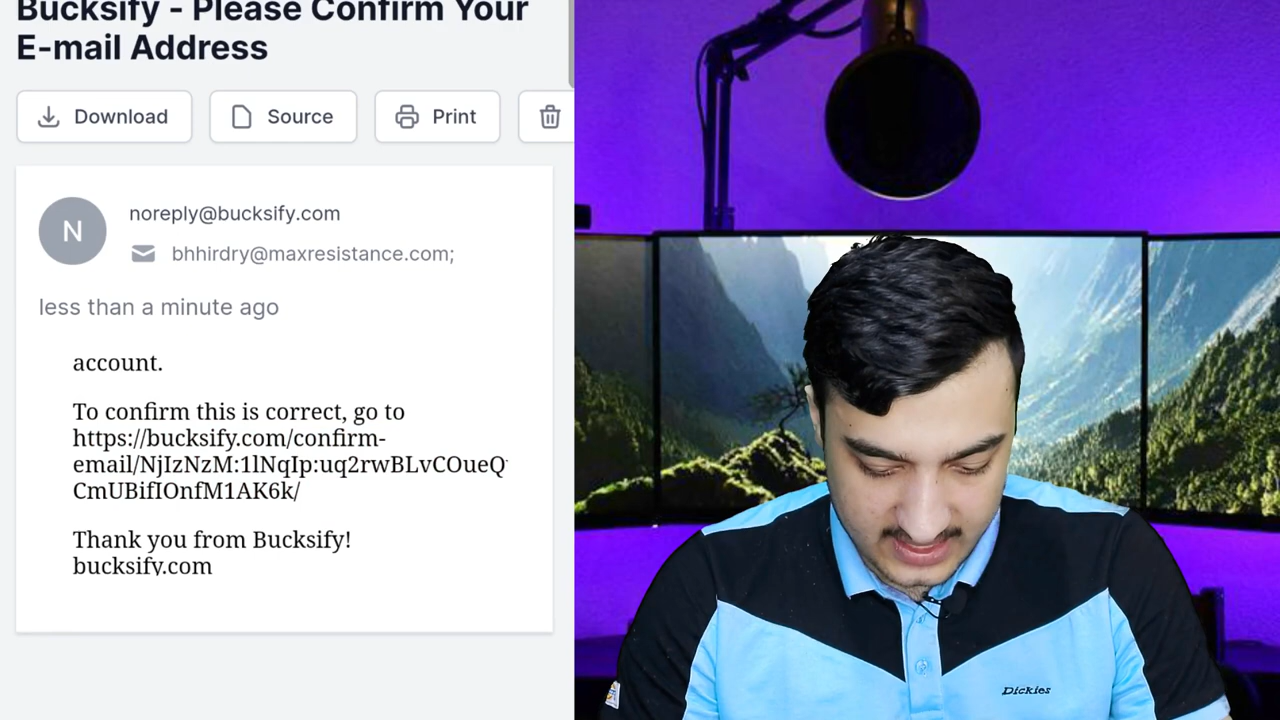 Bucksify - Please Confirm Your
E-mail Address
Download
Source
Print
N
noreply@bucksify.com
bhhirdry@maxresistance.com;
less than a minute ago
account.
To confirm this is correct, go to
https://bucksify.com/confirm-
email/NjIzNzM:1lNqIp:uq2rwBLvCOueQ
CmUBifIOnfM1AK6k/
Thank you from Bucksify!
bucksify.com
Dickies